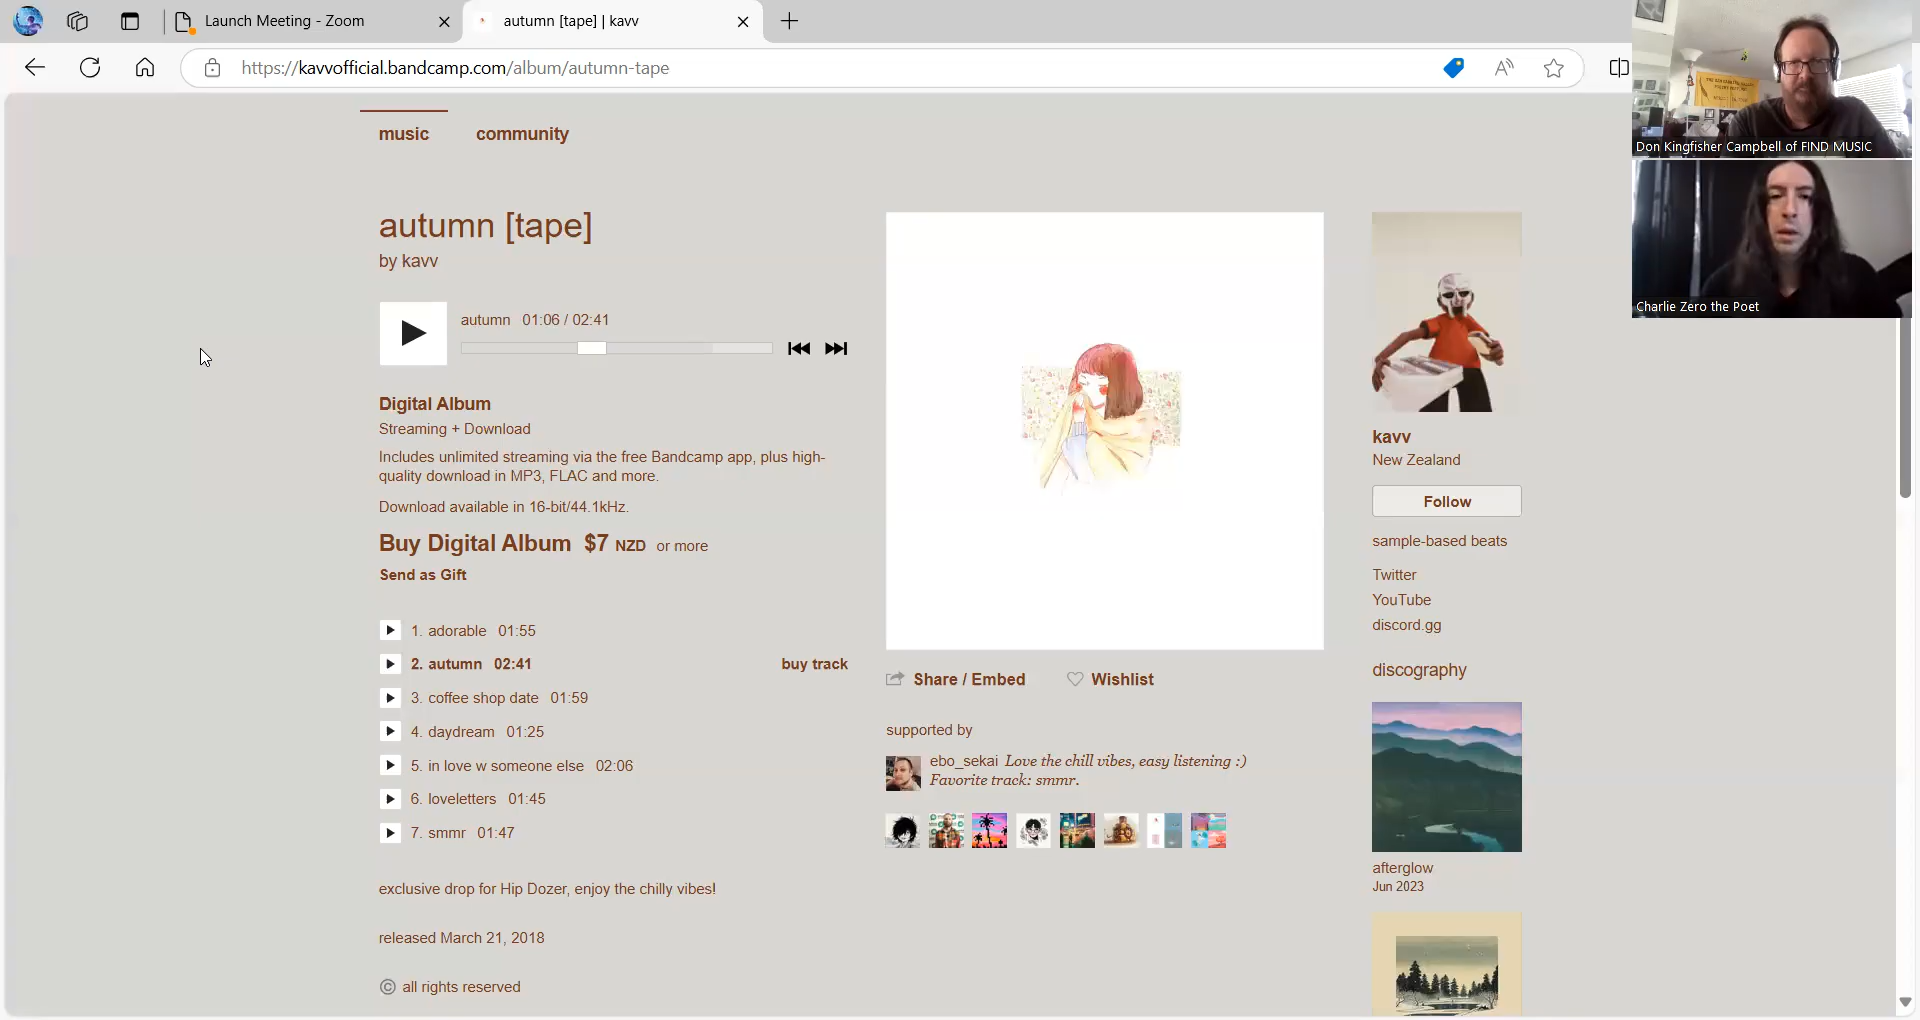 Launch Meeting - Zoom
autumn [tape] | kavv
https://kavvofficial.bandcamp.com/album/autumn-tape
music
community
autumn [tape]
by kavv
autumn 01:06 / 02:41
Digital Album
Streaming + Download
Includes unlimited streaming via the free Bandcamp app, plus high-
quality download in MP3, FLAC and more.
Download available in 16-bit/44.1kHz.
Buy Digital Album $7 NZD or more
Send as Gift
1. adorable 01:55
2. autumn 02:41 buy track
3. coffee shop date 01:59
4. daydream 01:25
5. in love w someone else 02:06
6. loveletters 01:45
7. smmr 01:47
exclusive drop for Hip Dozer, enjoy the chilly vibes!
released March 21, 2018
© all rights reserved
Share / Embed
Wishlist
supported by
ebo_sekai Love the chill vibes, easy listening :)
Favorite track: smmr.
kavv
New Zealand
Follow
sample-based beats
Twitter
YouTube
discord.gg
discography
afterglow
Jun 2023
Don Kingfisher Campbell of FIND MUSIC
Charlie Zero the Poet